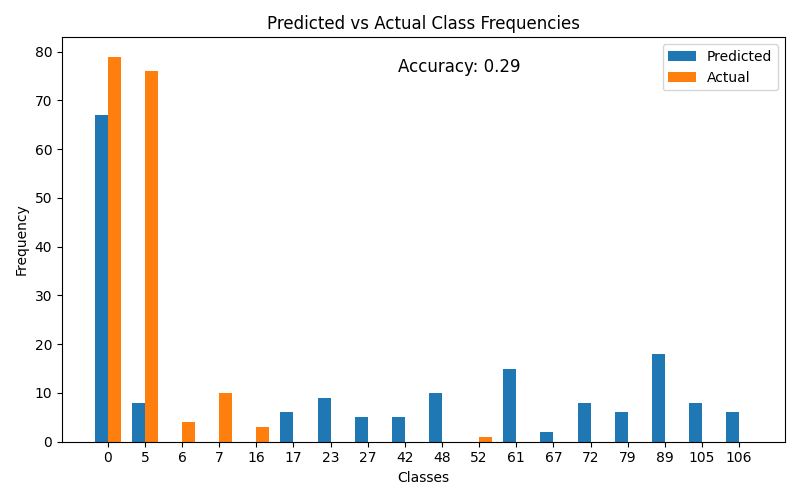 Predicted vs Actual Class Frequencies
Accuracy: 0.29
Predicted
Actual
Frequency
80
70
60
50
40
30
20
10
0
0 5 6 7 16 17 23 27 42 48 52 61 67 72 79 89 105 106
Classes